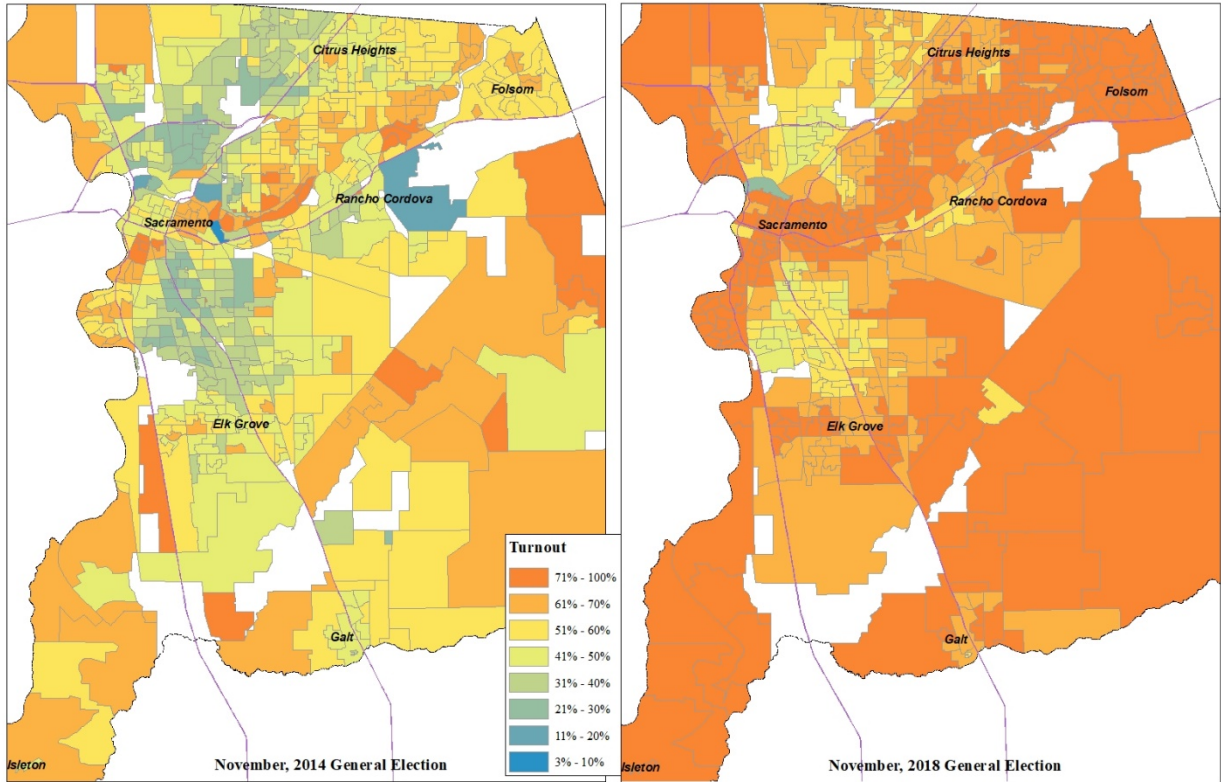 Citrus Heights
Folsom
Rancho Cordova
Sacramento
Elk Grove
Galt
Isleton
November, 2014 General Election
Turnout
71% - 100%
61% - 70%
51% - 60%
41% - 50%
31% - 40%
21% - 30%
11% - 20%
3% - 10%
Citrus Heights
Folsom
Rancho Cordova
Sacramento
Elk Grove
Galt
Isleton
November, 2018 General Election